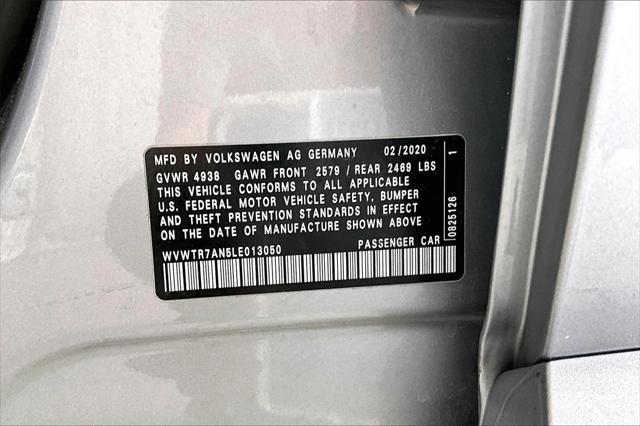 MFD BY VOLKSWAGEN AG GERMANY 02/2020
GVWR 4938 GAWR FRONT 2579 / REAR 2469 LBS
THIS VEHICLE CONFORMS TO ALL APPLICABLE
U.S. FEDERAL MOTOR VEHICLE SAFETY, BUMPER
AND THEFT PREVENTION STANDARDS IN EFFECT
ON THE DATE OF MANUFACTURE SHOWN ABOVE
WVWTR7AN5LE013050 PASSENGER CAR
0825126 1